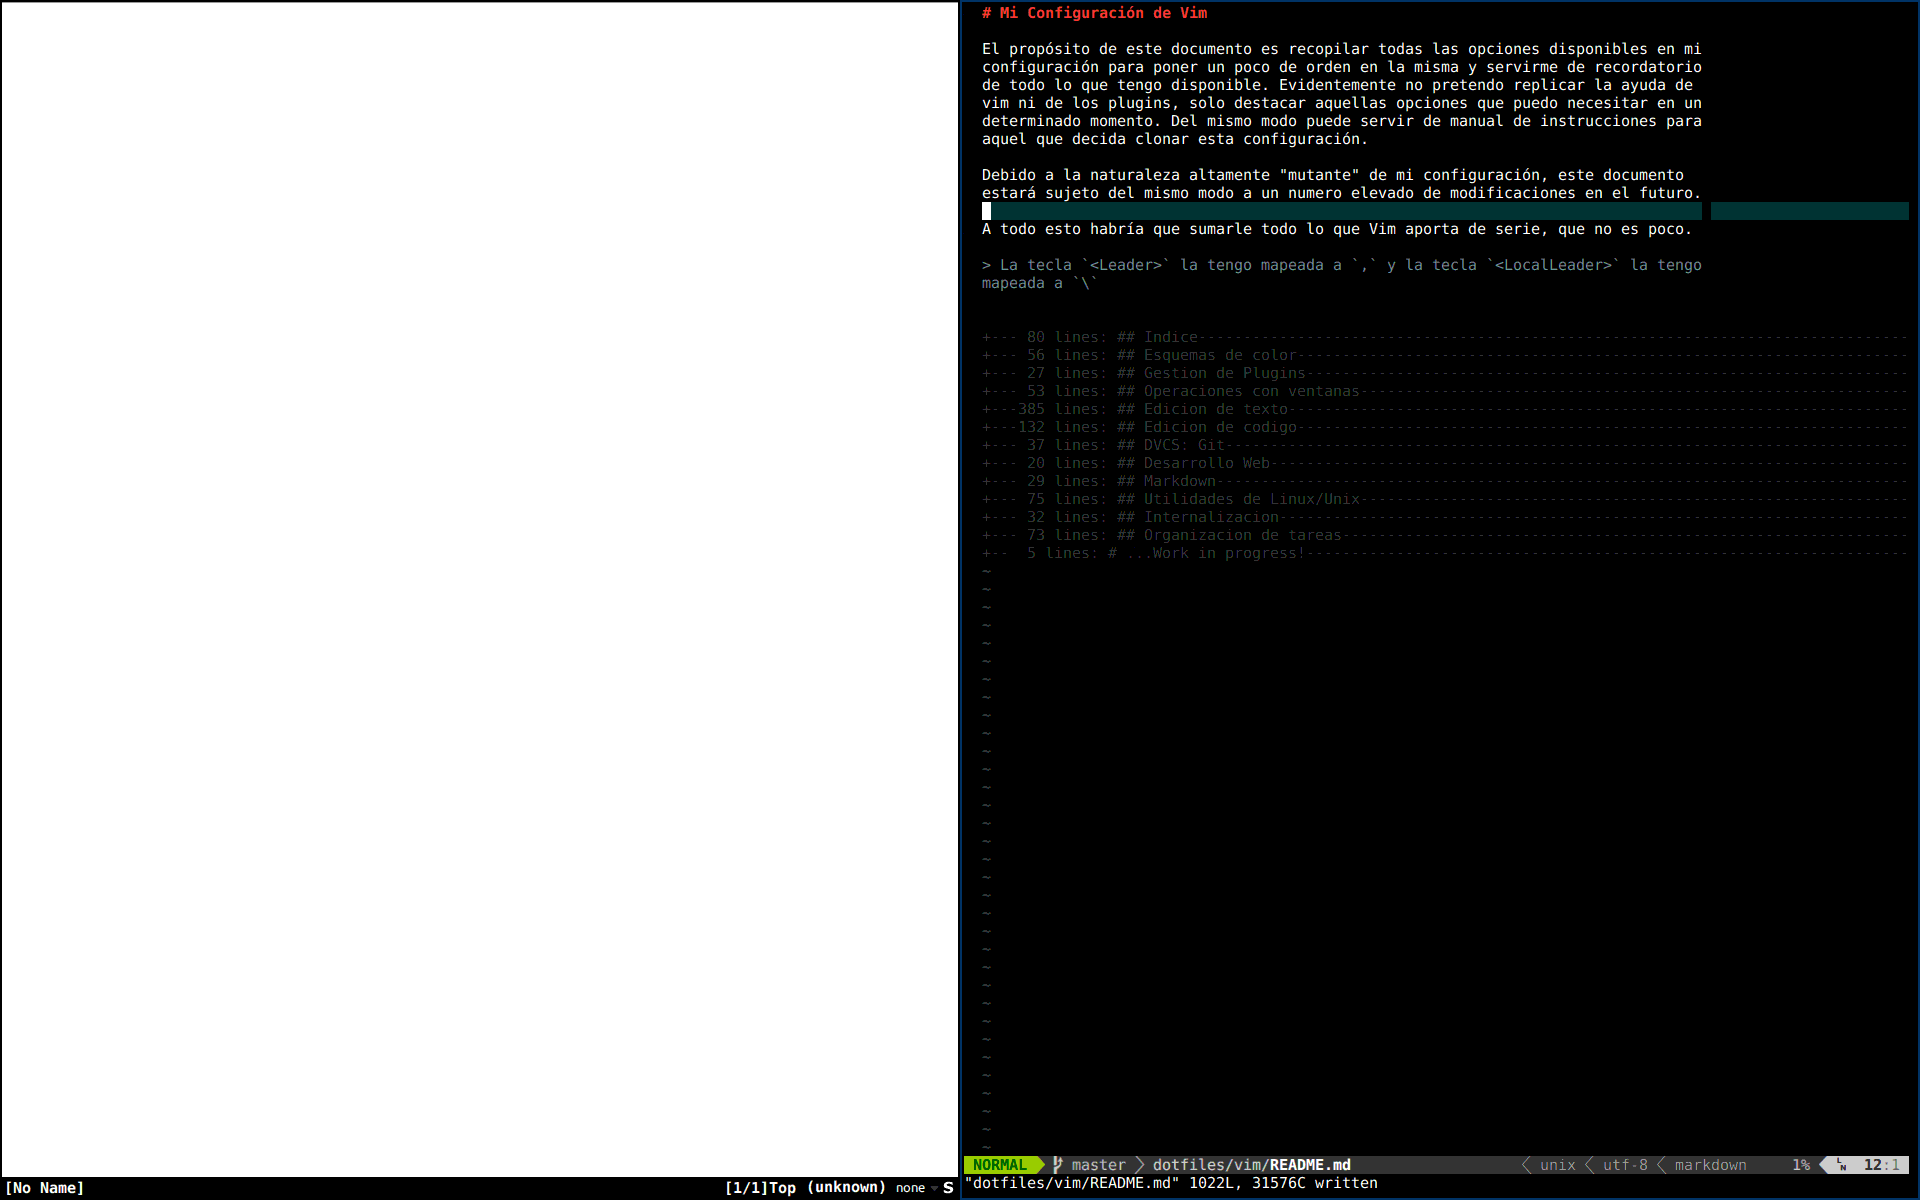 # Mi Configuración de Vim
El propósito de este documento es recopilar todas las opciones disponibles en mi
configuración para poner un poco de orden en la misma y servirme de recordatorio
de todo lo que tengo disponible. Evidentemente no pretendo replicar la ayuda de
vim ni de los plugins, solo destacar aquellas opciones que puedo necesitar en un
determinado momento. Del mismo modo puede servir de manual de instrucciones para
aquel que decida clonar esta configuración.
Debido a la naturaleza altamente "mutante" de mi configuración, este documento
estará sujeto del mismo modo a un numero elevado de modificaciones en el futuro.
A todo esto habría que sumarle todo lo que Vim aporta de serie, que no es poco.
> La tecla `<Leader>` la tengo mapeada a `,` y la tecla `<LocalLeader>` la tengo
mapeada a `\`
+--- 80 lines: ## Indice
+--- 56 lines: ## Esquemas de color
+--- 27 lines: ## Gestion de Plugins
+--- 53 lines: ## Operaciones con ventanas
+---385 lines: ## Edicion de texto
+---132 lines: ## Edicion de codigo
+--- 37 lines: ## DVCS: Git
+--- 20 lines: ## Desarrollo Web
+--- 29 lines: ## Markdown
+--- 75 lines: ## Utilidades de Linux/Unix
+--- 32 lines: ## Internalizacion
+--- 73 lines: ## Organizacion de tareas
+--  5 lines: # ...Work in progress!
NORMAL master dotfiles/vim/README.md unix utf-8 markdown 1% LN 12:1
"dotfiles/vim/README.md" 1022L, 31576C written
[No Name] [1/1]Top (unknown) none S